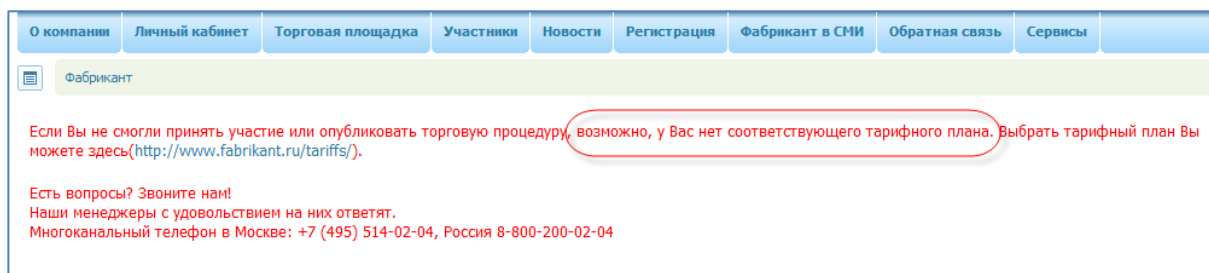 О компании Личный кабинет Торговая площадка Участники Новости Регистрация Фабрикант в СМИ Обратная связь Сервисы
Фабрикант
Если Вы не смогли принять участие или опубликовать торговую процедуру, возможно, у Вас нет соответствующего тарифного плана. Выбрать тарифный план Вы
можете здесь(http://www.fabrikant.ru/tariffs/).
Есть вопросы? Звоните нам!
Наши менеджеры с удовольствием на них ответят.
Многоканальный телефон в Москве: +7 (495) 514-02-04, Россия 8-800-200-02-04